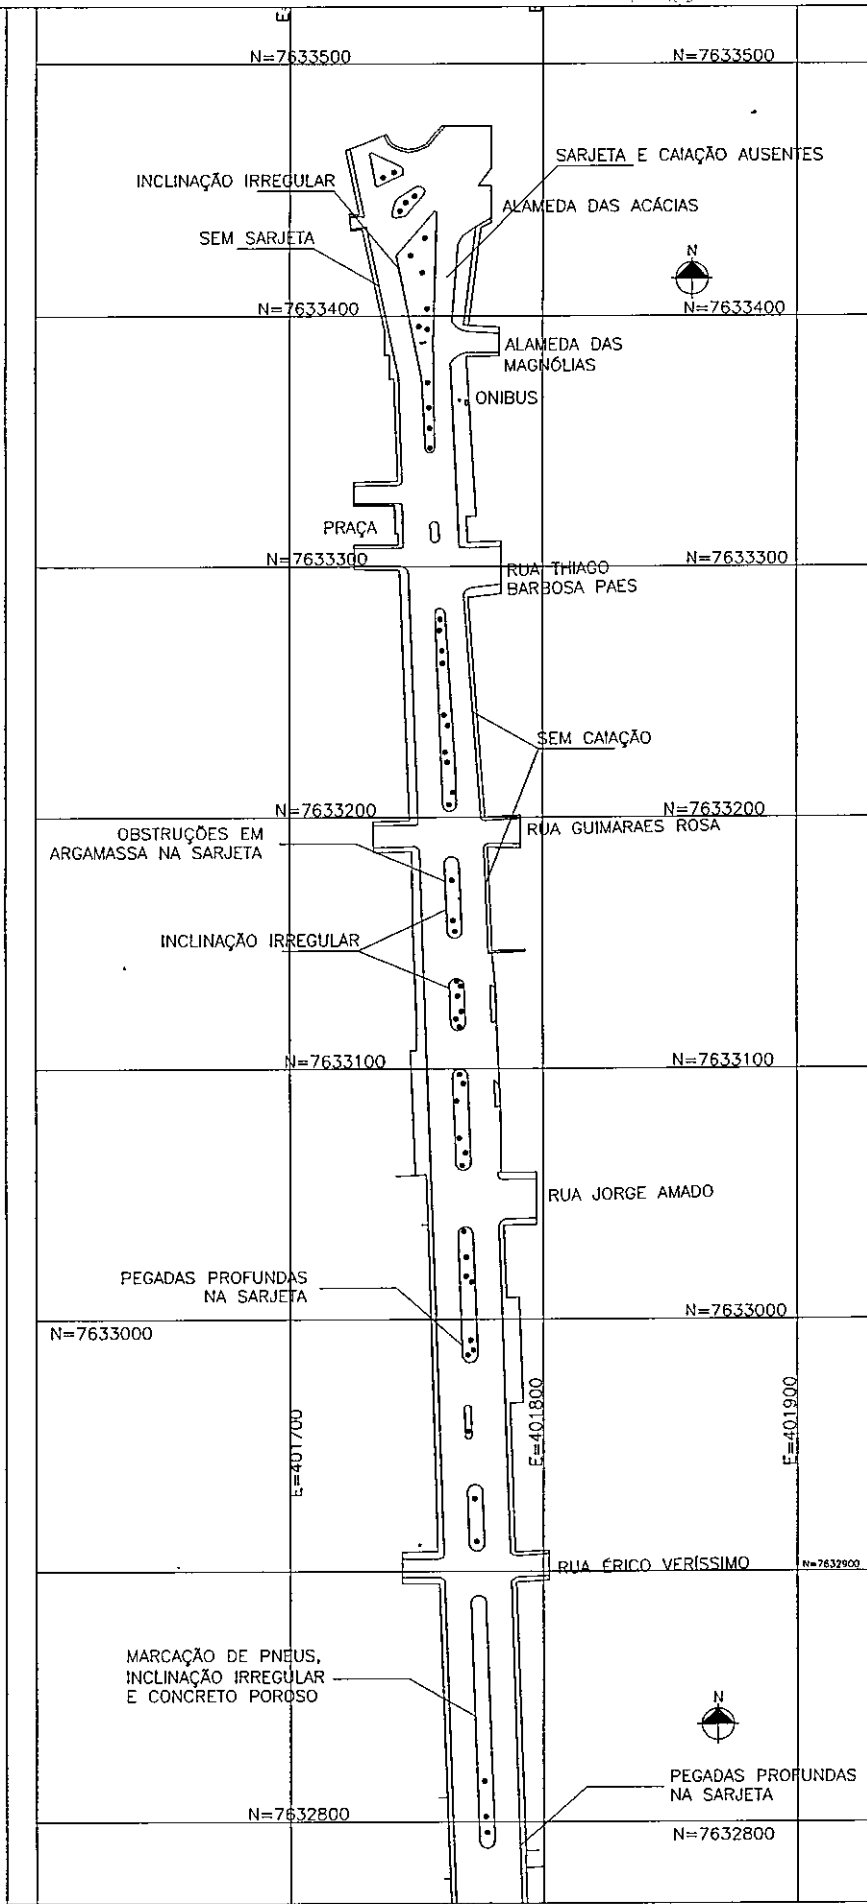 N=7633500
N=7633500
SARJETA E CAIAÇÃO AUSENTES
INCLINAÇÃO IRREGULAR
ALAMEDA DAS ACÁCIAS
SEM SARJETA
N
N=7633400
N=7633400
ALAMEDA DAS
MAGNÓLIAS
ONIBUS
PRAÇA
N=7633300
N=7633300
RUA THIAGO
BARBOSA PAES
SEM CAIAÇÃO
N=7633200
N=7633200
OBSTRUÇÕES EM
ARGAMASSA NA SARJETA
RUA GUIMARAES ROSA
INCLINAÇÃO IRREGULAR
N=7633100
N=7633100
RUA JORGE AMADO
PEGADAS PROFUNDAS
NA SARJETA
N=7633000
N=7633000
E=401700
E=401800
E=401900
RUA ÉRICO VERÍSSIMO
N=7632900
MARCAÇÃO DE PNEUS,
INCLINAÇÃO IRREGULAR
E CONCRETO POROSO
N
PEGADAS PROFUNDAS
NA SARJETA
N=7632800
N=7632800